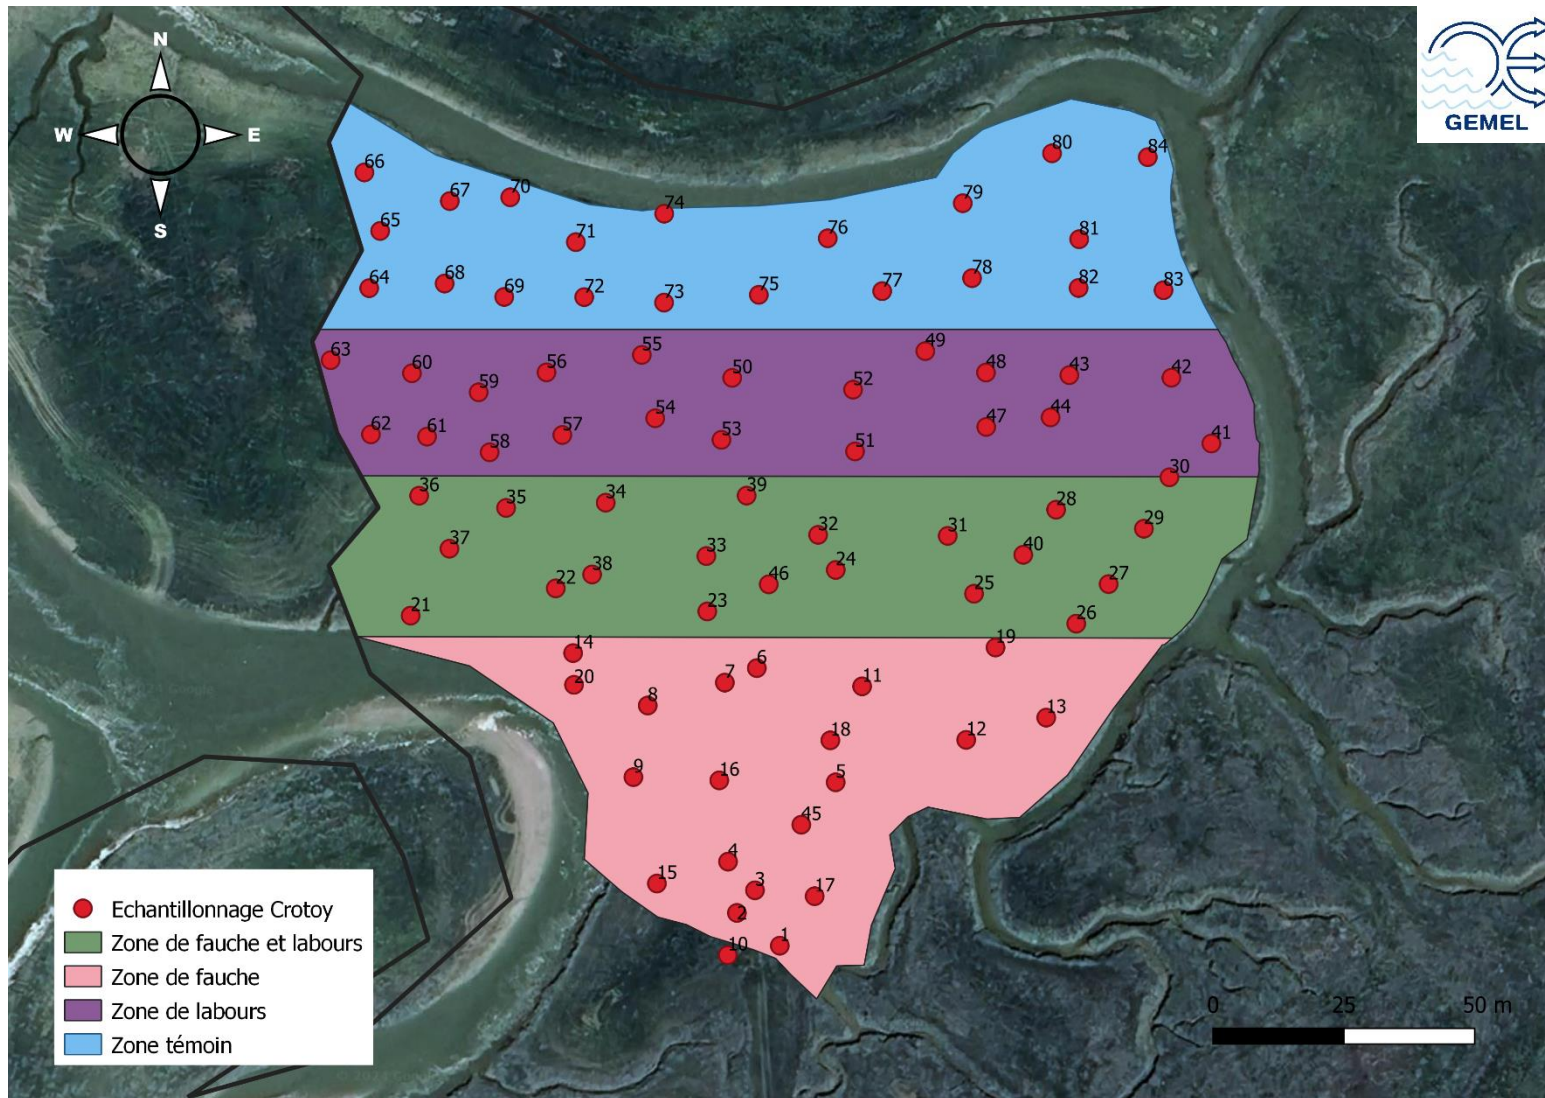 N
W E
S
GEMEL
80 84
66
67 70
79
74
65
71 76 81
64 68 78
69 72 73 75 77 82 83
55 49
63 60 56 50 48 43 42
59 52
54 44
62 61 57 53 47 41
58 51
30
36 35 34 39 28
29
37 33 32 31 40
38 24
22 46 25 27
21 23 26
14 6 19
20 7 11
8 13
18 12
9 16 5
45
4
15 3 17
2
10 1
Echantillonnage Crotoy
Zone de fauche et labours
Zone de fauche
Zone de labours
Zone témoin
0 25 50 m